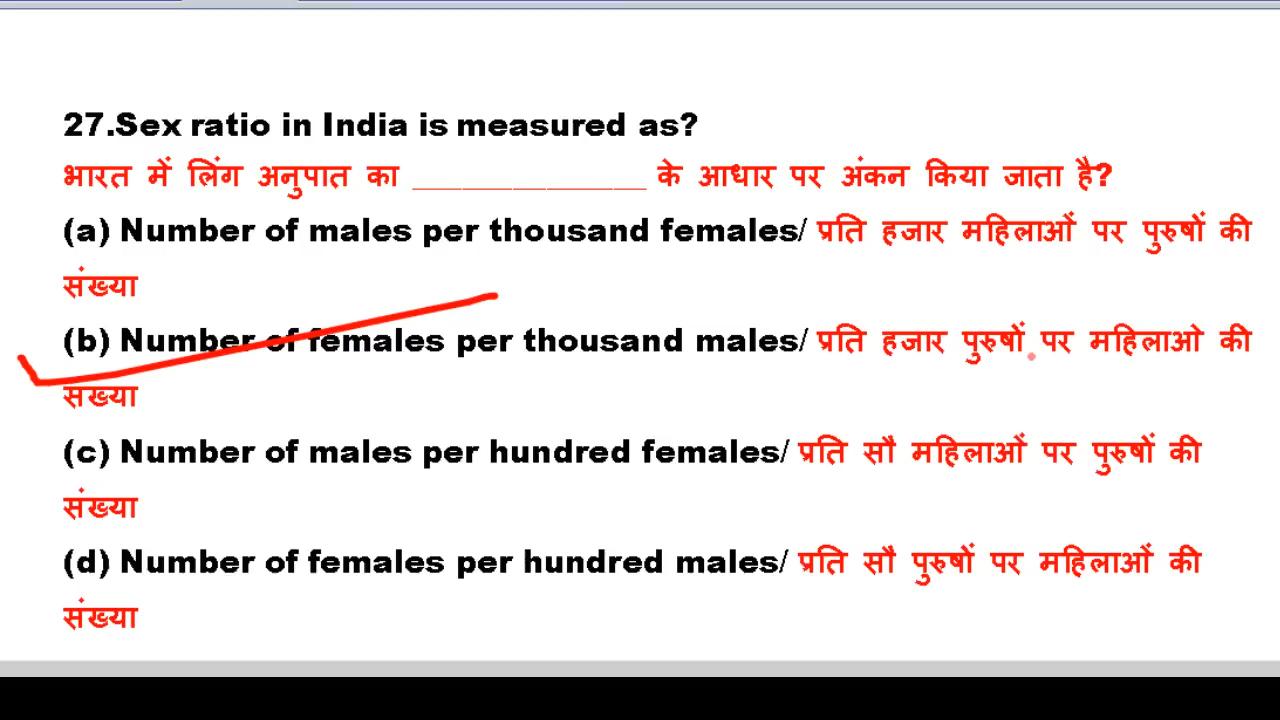 27.Sex ratio in India is measured as?
भारत में लिंग अनुपात का ______________ के आधार पर अंकन किया जाता है?
(a) Number of males per thousand females/ प्रति हजार महिलाओं पर पुरुषों की
संख्या
(b) Number of females per thousand males/ प्रति हजार पुरुषों पर महिलाओ की
सख्या
(c) Number of males per hundred females/ प्रति सौ महिलाओं पर पुरुषों की
संख्या
(d) Number of females per hundred males/ प्रति सौ पुरुषों पर महिलाओं की
संख्या